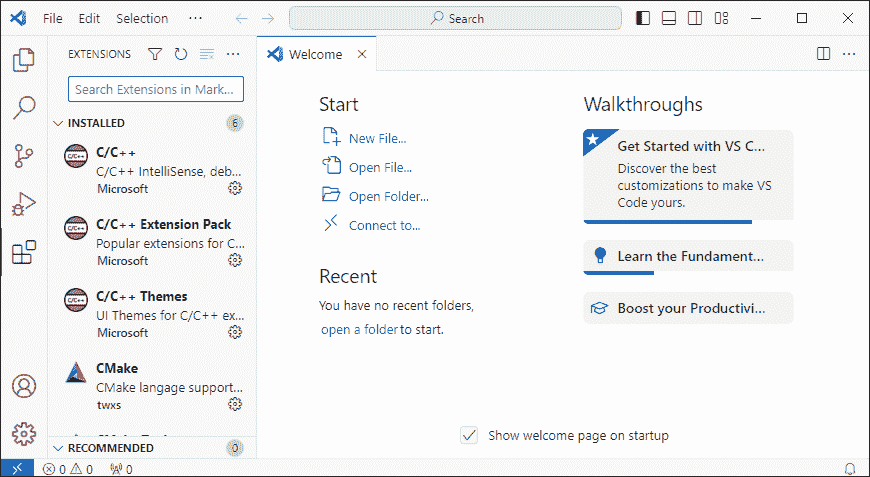 File Edit Selection ··· Search
EXTENSIONS ···
Welcome
Search Extensions in Mark...
INSTALLED 6
C/C++
C/C++ IntelliSense, deb...
Microsoft
C/C++ Extension Pack
Popular extensions for C...
Microsoft
C/C++ Themes
UI Themes for C/C++ ex...
Microsoft
CMake
CMake langage support...
twxs
RECOMMENDED 0
Start
New File...
Open File...
Open Folder...
Connect to...
Recent
You have no recent folders,
open a folder to start.
Walkthroughs
Get Started with VS C...
Discover the best
customizations to make VS
Code yours.
Learn the Fundament...
Boost your Productivi...
Show welcome page on startup
0 0 0